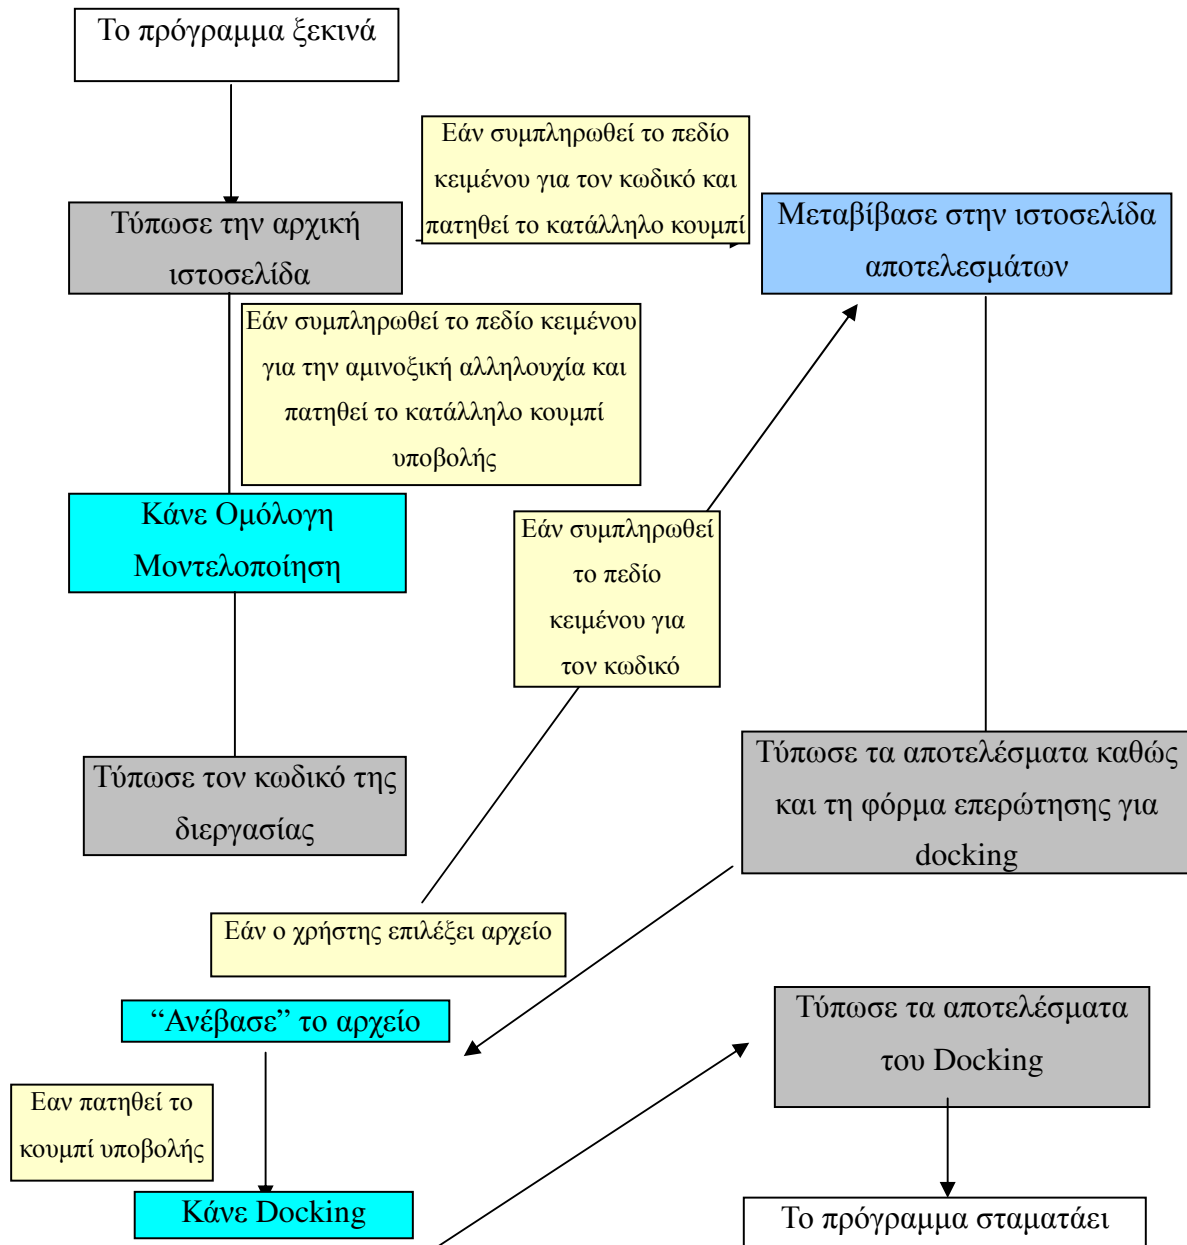 Το πρόγραμμα ξεκινά
Εάν συμπληρωθεί το πεδίο
κειμένου για τον κωδικό και
πατηθεί το κατάλληλο κουμπί
Τύπωσε την αρχική
ιστοσελίδα
Μεταβίβασε στην ιστοσελίδα
αποτελεσμάτων
Εάν συμπληρωθεί το πεδίο κειμένου
για την αμινοξική αλληλουχία και
πατηθεί το κατάλληλο κουμπί
υποβολής
Κάνε Ομόλογη
Μοντελοποίηση
Εάν συμπληρωθεί
το πεδίο
κειμένου για
τον κωδικό
Τύπωσε τον κωδικό της
διεργασίας
Τύπωσε τα αποτελέσματα καθώς
και τη φόρμα επερώτησης για
docking
Εάν ο χρήστης επιλέξει αρχείο
“Ανέβασε” το αρχείο
Τύπωσε τα αποτελέσματα
του Docking
Εαν πατηθεί το
κουμπί υποβολής
Κάνε Docking
Το πρόγραμμα σταματάει